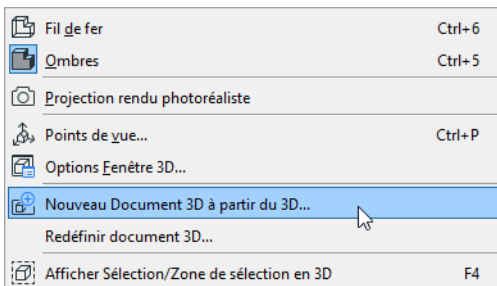 Fil de fer Ctrl+6
Ombres Ctrl+5
Projection rendu photoréaliste
Points de vue... Ctrl+P
Options Fenêtre 3D...
Nouveau Document 3D à partir du 3D...
Redéfinir document 3D...
Afficher Sélection/Zone de sélection en 3D F4